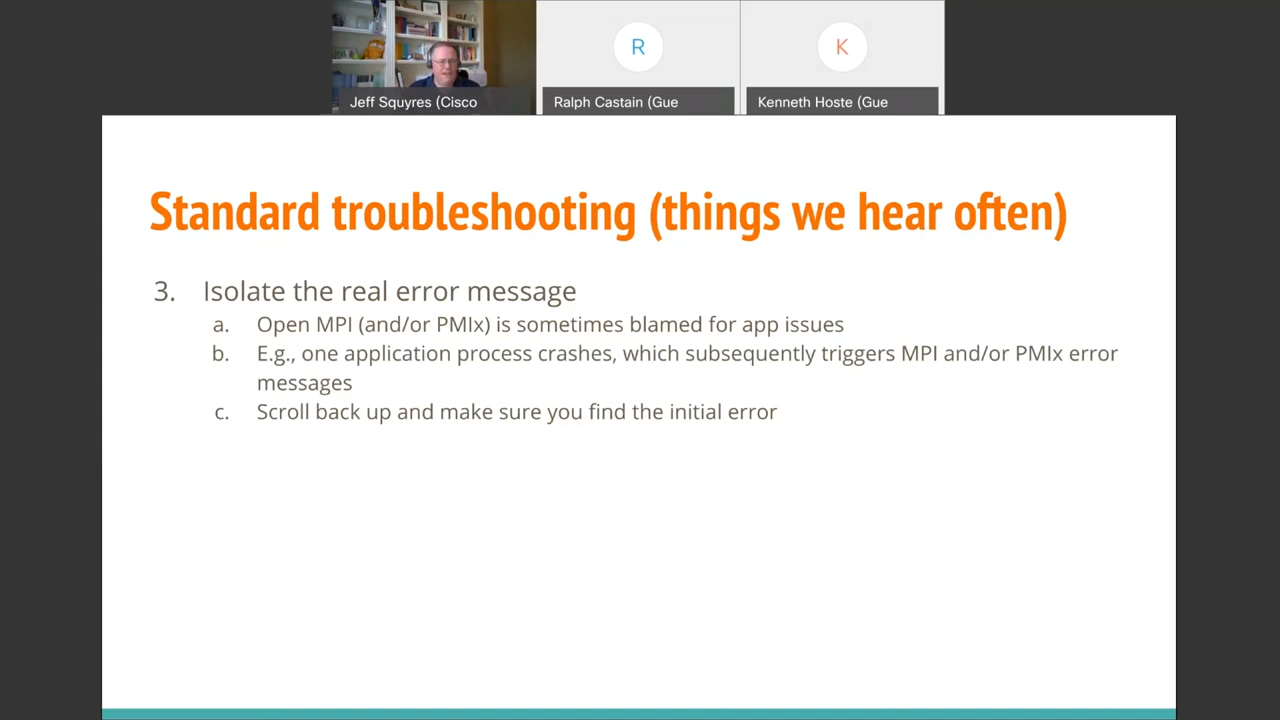 R
K
Jeff Squyres (Cisco
Ralph Castain (Gue
Kenneth Hoste (Gue
Standard troubleshooting (things we hear often)
3. Isolate the real error message
a. Open MPI (and/or PMIx) is sometimes blamed for app issues
b. E.g., one application process crashes, which subsequently triggers MPI and/or PMIx error
messages
c. Scroll back up and make sure you find the initial error